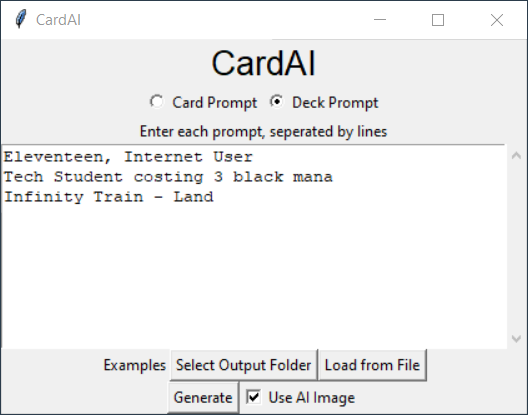 CardAI
CardAI
Card Prompt Deck Prompt
Enter each prompt, seperated by lines
Eleventeen, Internet User
Tech Student costing 3 black mana
Infinity Train - Land
Examples Select Output Folder Load from File
Generate Use AI Image